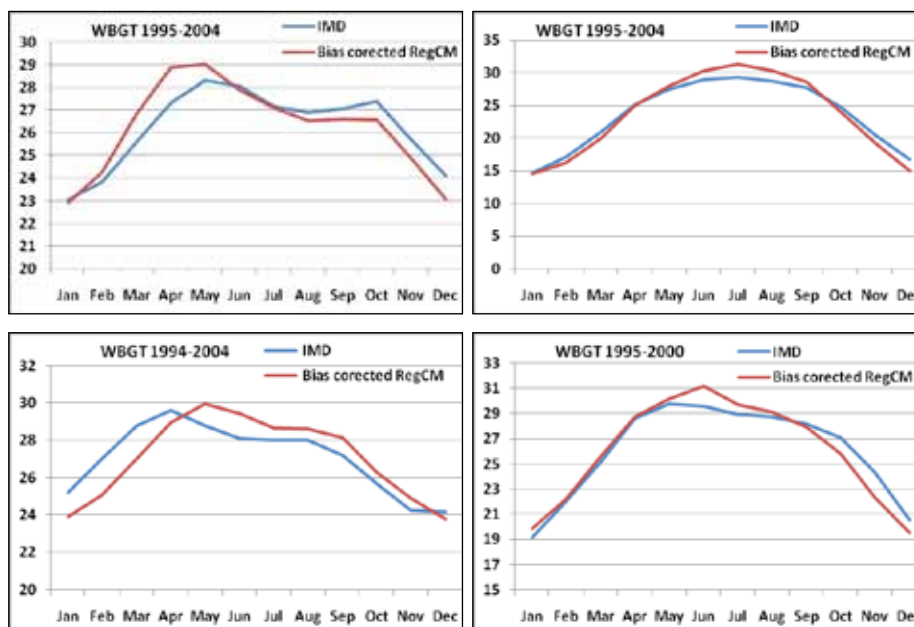 WBGT 1995-2004
IMD
Bias corected RegCM
30
29
28
27
26
25
24
23
22
21
20
Jan Feb Mar Apr May Jun Jul Aug Sep Oct Nov Dec
WBGT 1995-2004
IMD
Bias corected RegCM
35
30
25
20
15
10
5
0
Jan Feb Mar Apr May Jun Jul Aug Sep Oct Nov De
WBGT 1994-2004
IMD
Bias corected RegCM
32
30
28
26
24
22
20
Jan Feb Mar Apr May Jun Jul Aug Sep Oct Nov Dec
WBGT 1995-2000
IMD
Bias corected RegCM
33
31
29
27
25
23
21
19
17
15
Jan Feb Mar Apr May Jun Jul Aug Sep Oct Nov De